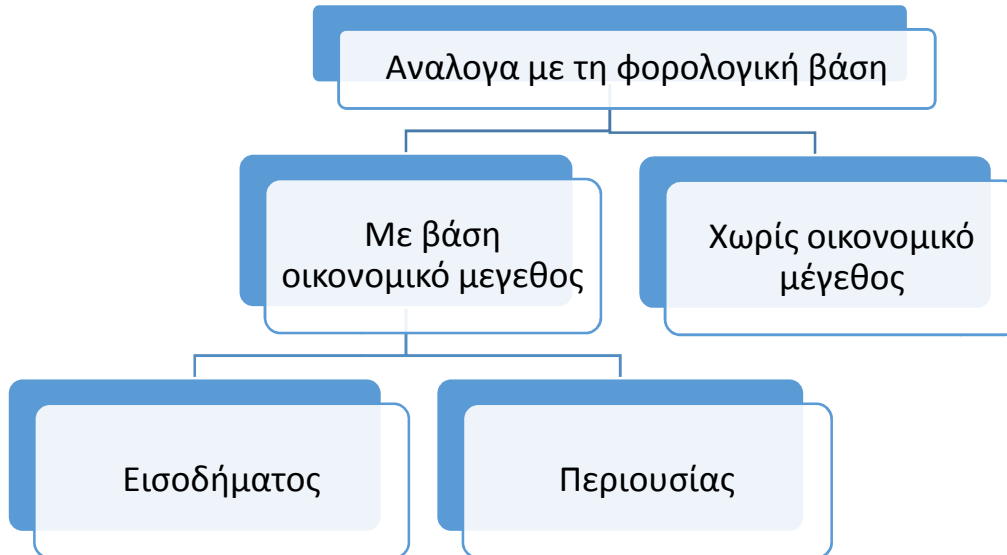 Αναλογα με τη φορολογική βάση
Με βάση
οικονομικό μεγεθος
Χωρίς οικονομικό
μέγεθος
Εισοδήματος
Περιουσίας